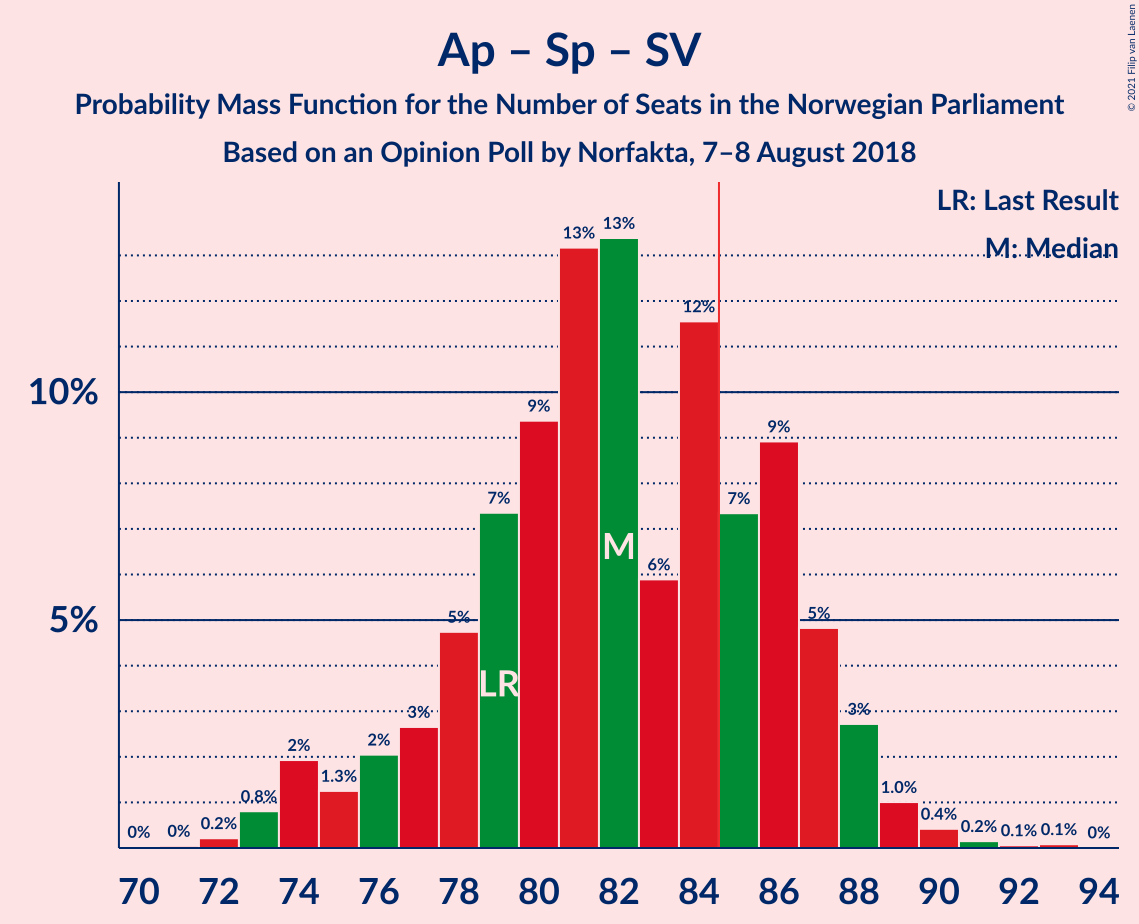 Ap – Sp – SV
Probability Mass Function for the Number of Seats in the Norwegian Parliament
Based on an Opinion Poll by Norfakta, 7–8 August 2018
© 2021 Filip van Laenen
LR: Last Result
M: Median
10%
5%
0% 0% 0.2% 0.8% 2% 1.3% 2% 3% 5% 7% 9% 13% 13% 6% 12% 7% 9% 5% 3% 1.0% 0.4% 0.2% 0.1% 0.1% 0%
M
LR
70 72 74 76 78 80 82 84 86 88 90 92 94